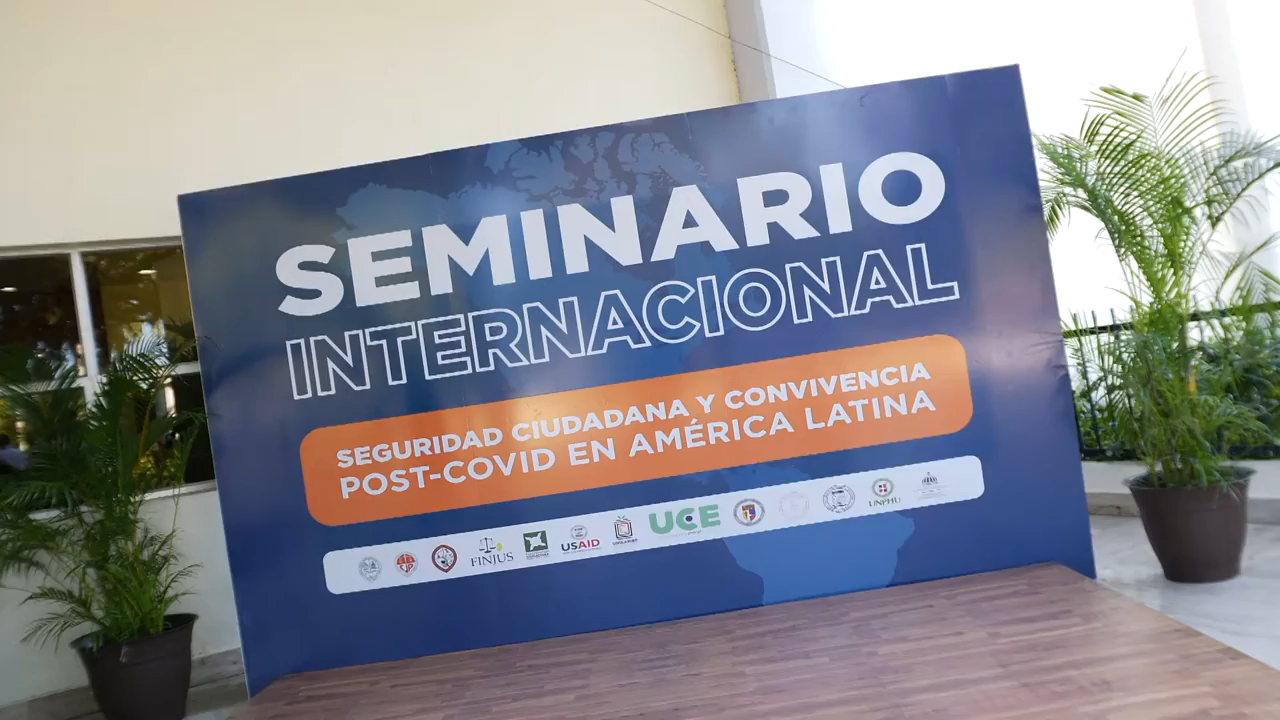 SEMINARIO
INTERNACIONAL
SEGURIDAD CIUDADANA Y CONVIVENCIA
POST-COVID EN AMÉRICA LATINA
FINJUS
USAID
UCE
UNPHU